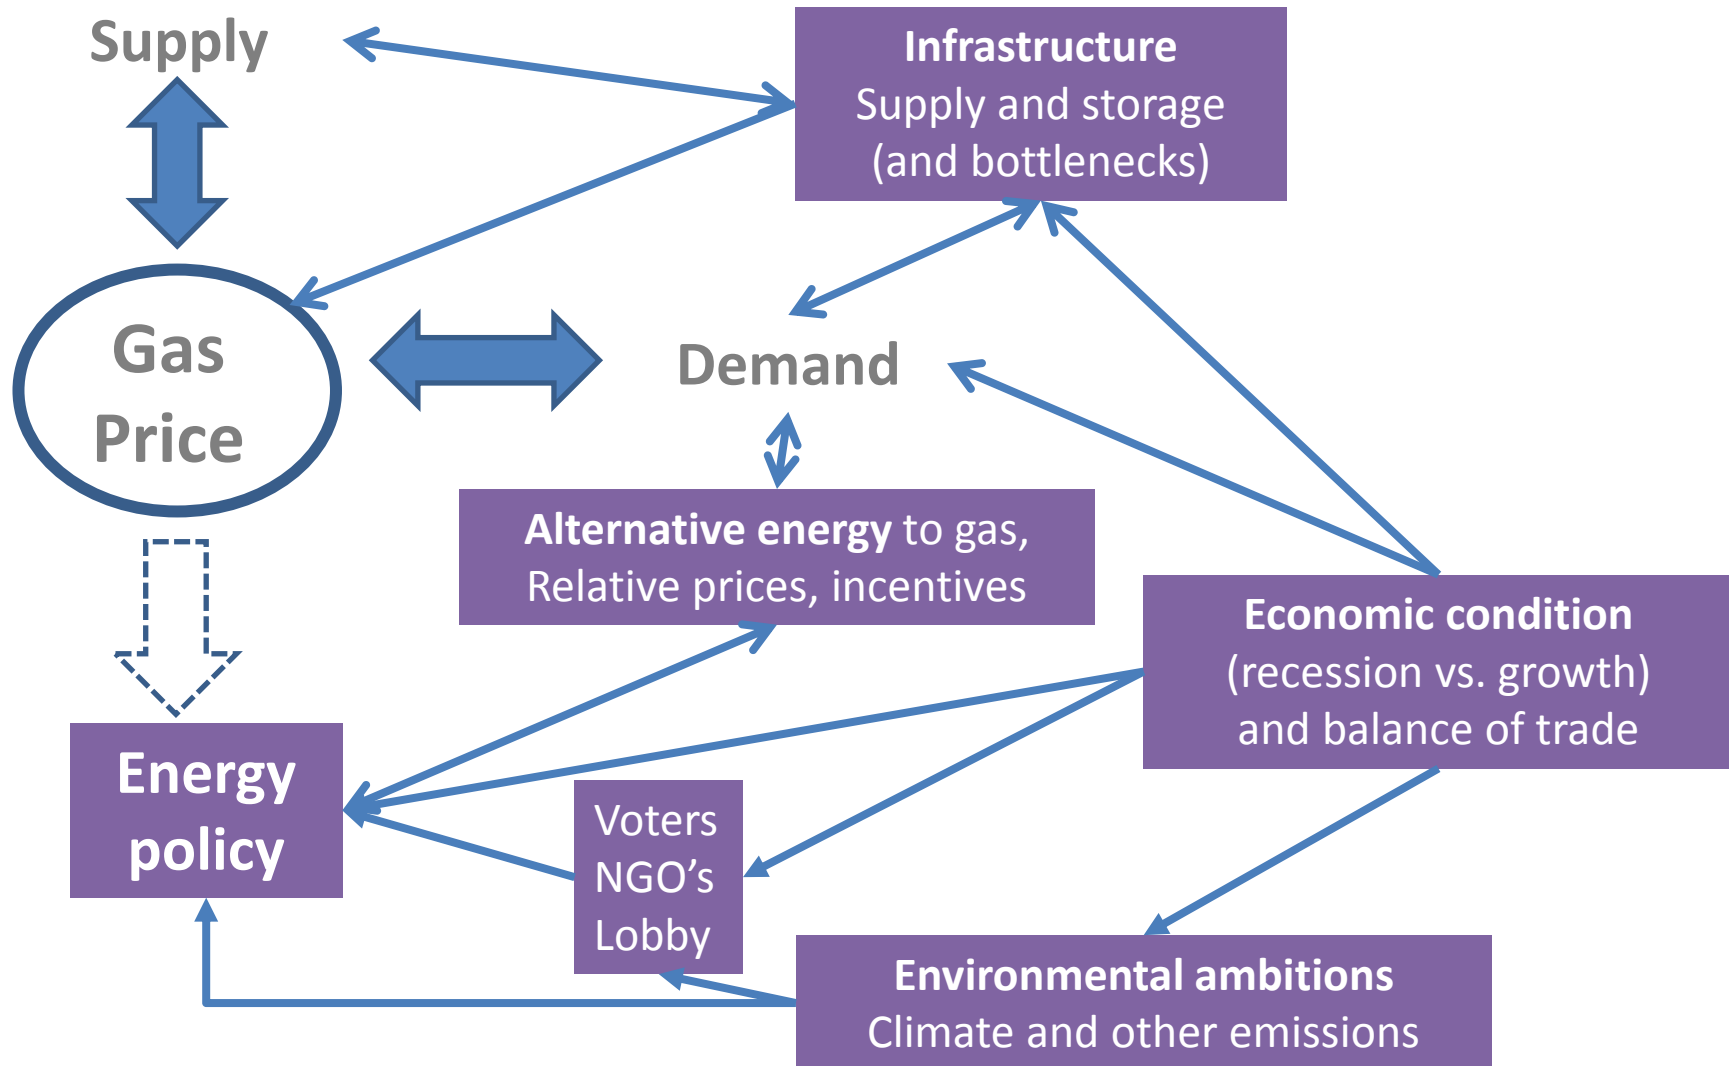 Supply
Infrastructure
Supply and storage
(and bottlenecks)
Gas
Price
Demand
Alternative energy to gas,
Relative prices, incentives
Economic condition
(recession vs. growth)
and balance of trade
Energy
policy
Voters
NGO’s
Lobby
Environmental ambitions
Climate and other emissions